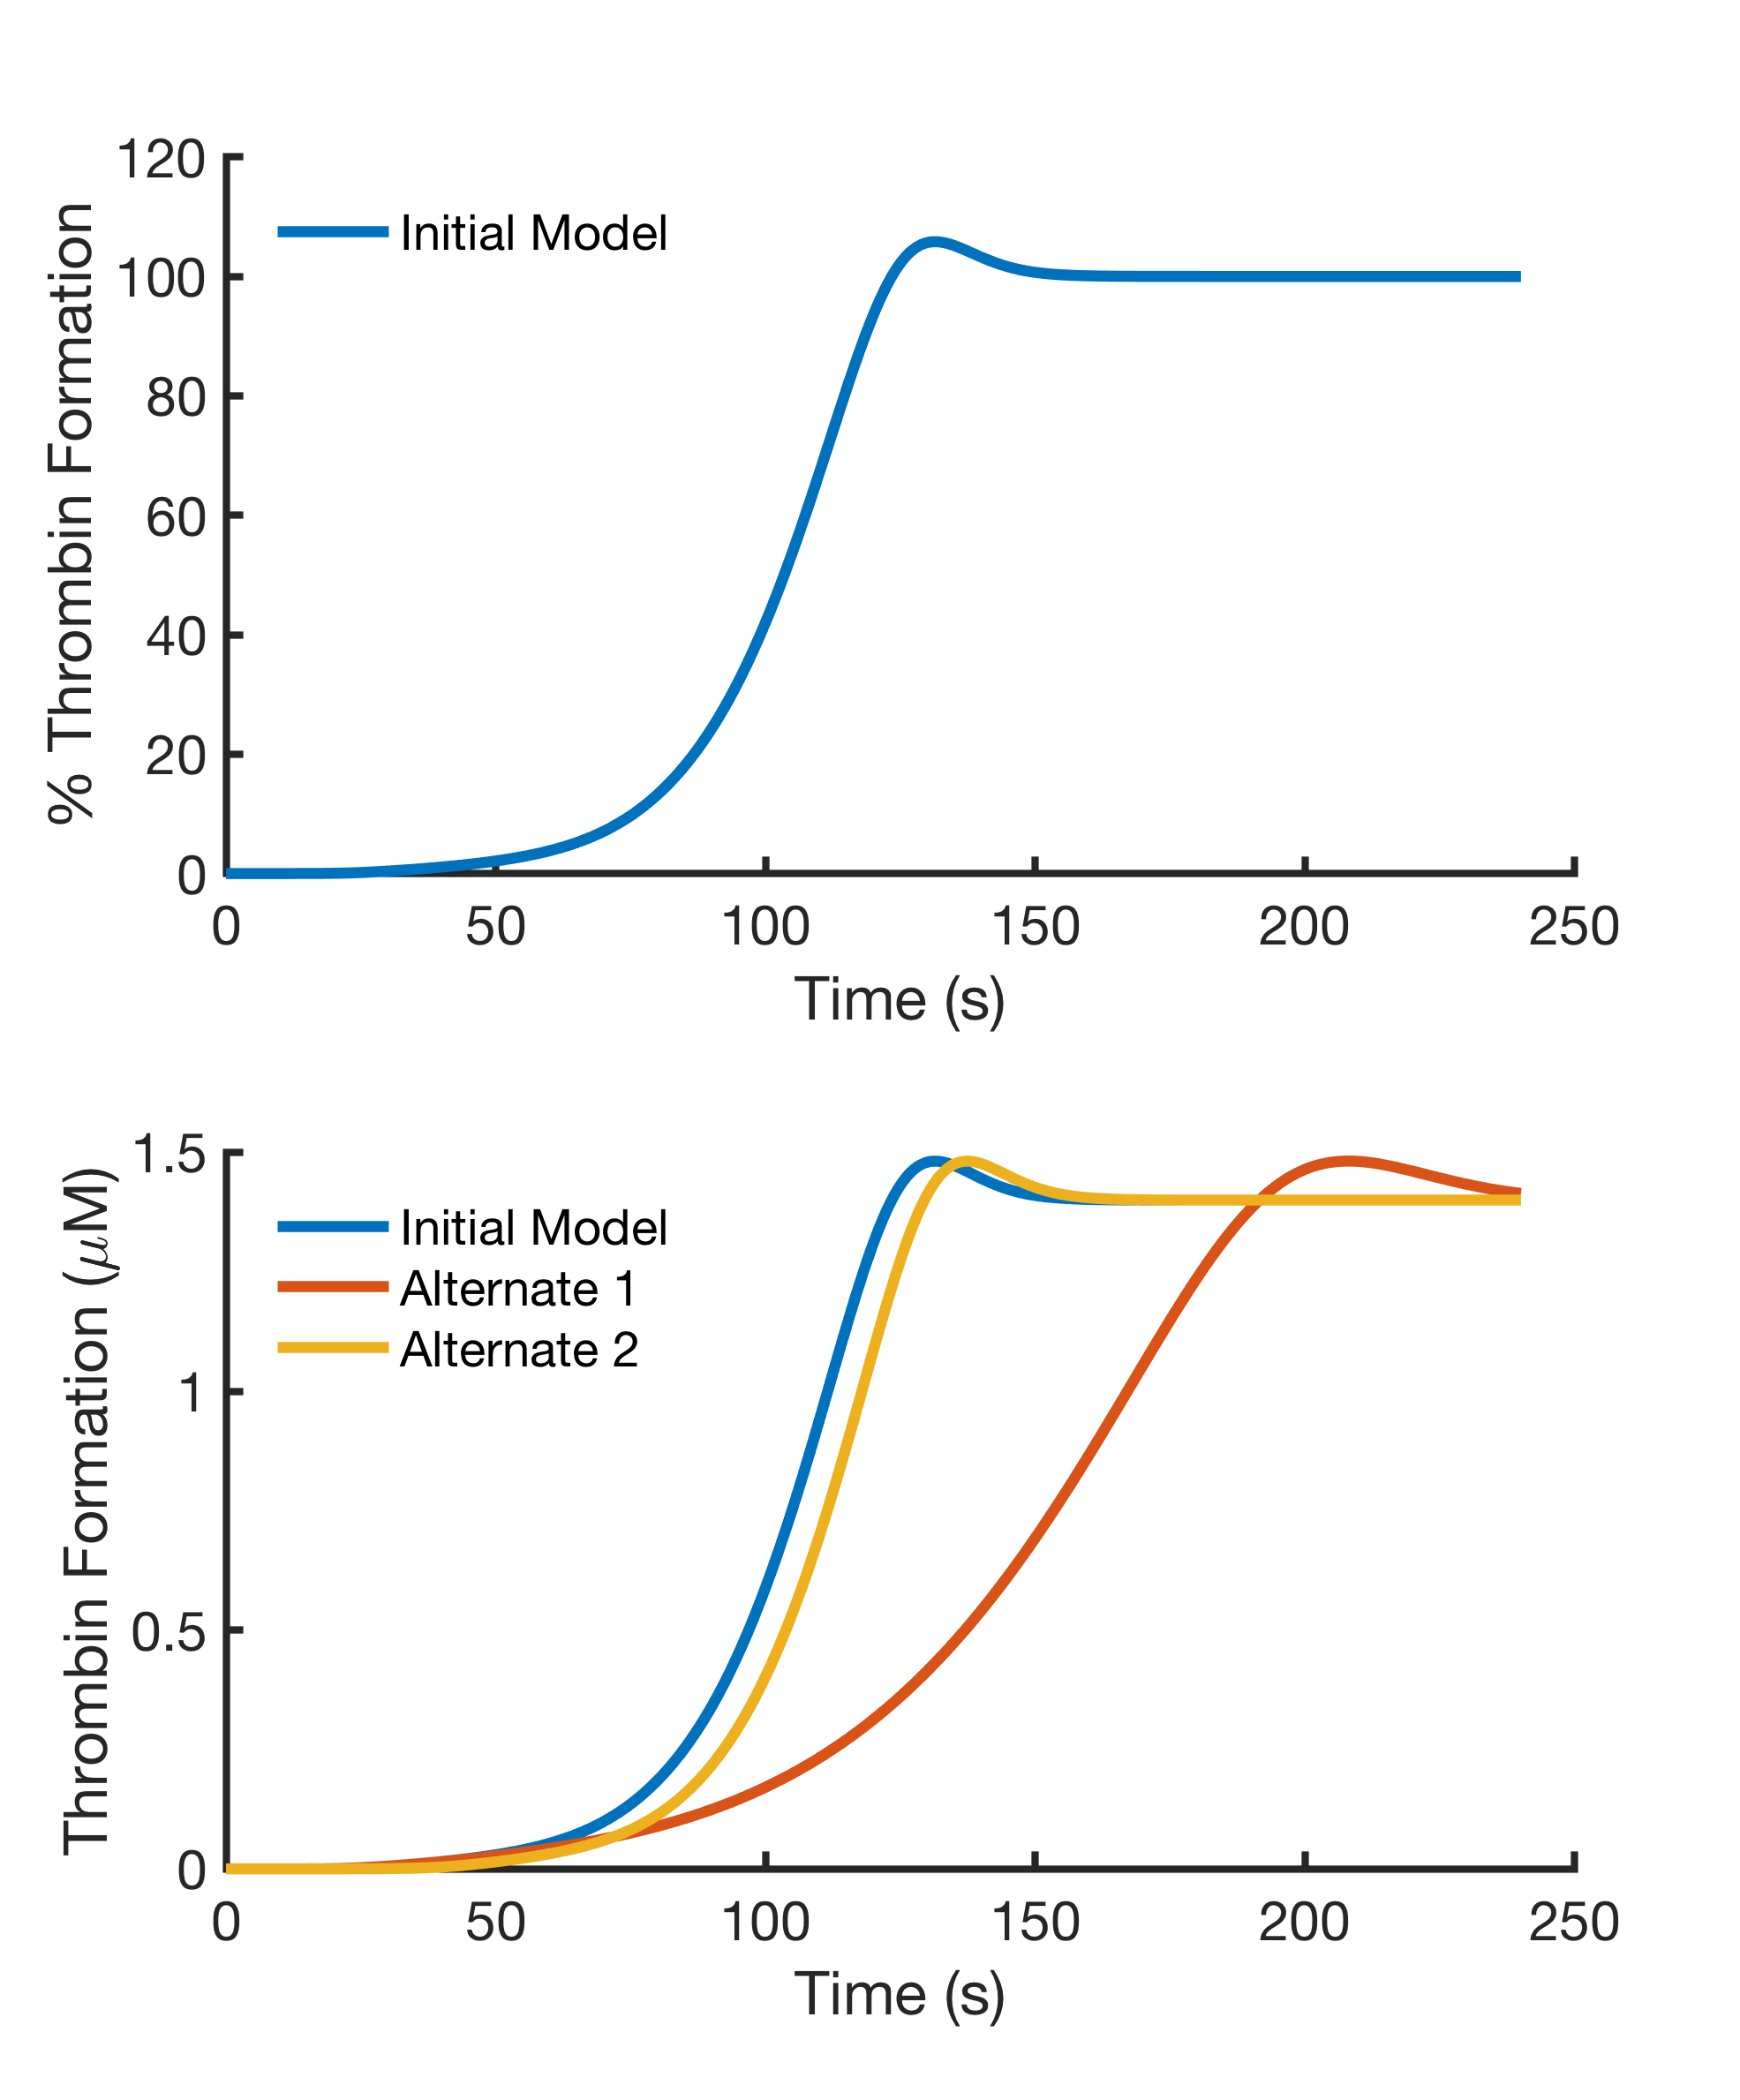 % Thrombin Formation
120
100
80
60
40
20
0
Initial Model
0 50 100 150 200 250
Time (s)
Thrombin Formation (μM)
1.5
1
0.5
0
Initial Model
Alternate 1
Alternate 2
0 50 100 150 200 250
Time (s)